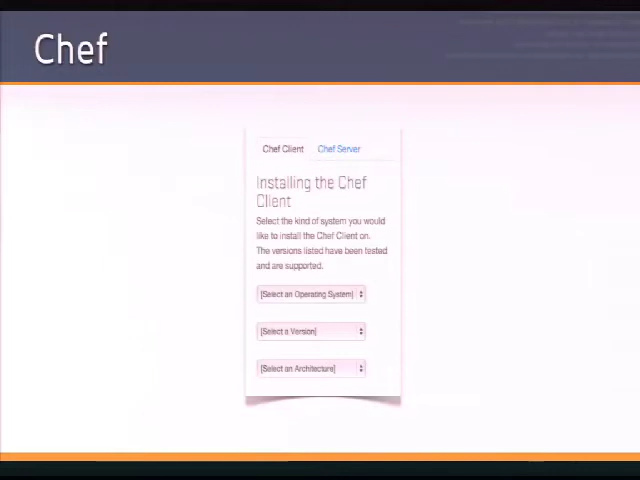 Chef
Chef Client Chef Server
Installing the Chef
Client
Select the kind of system you would
like to install the Chef Client on.
The versions listed have been tested
and are supported.
[Select an Operating System]
[Select a Version]
[Select an Architecture]